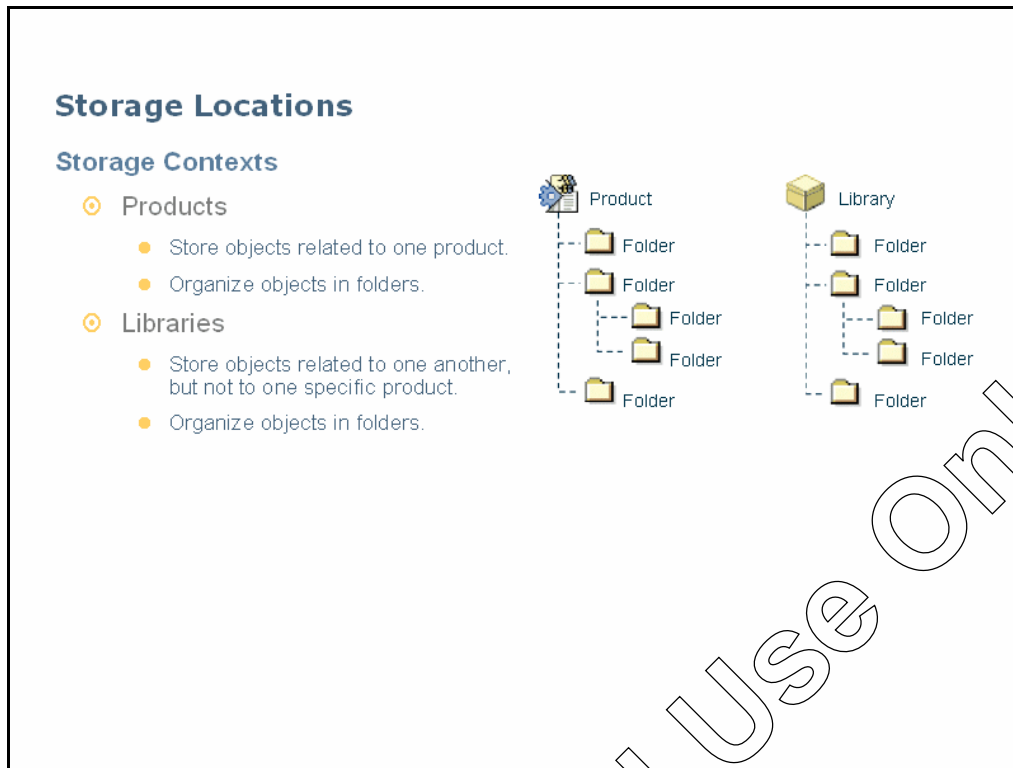 Storage Locations
Storage Contexts
Products
Store objects related to one product.
Organize objects in folders.
Libraries
Store objects related to one another,
but not to one specific product.
Organize objects in folders.
Product
Folder
Folder
Folder
Folder
Folder
Library
Folder
Folder
Folder
Folder
Folder
Use Onl